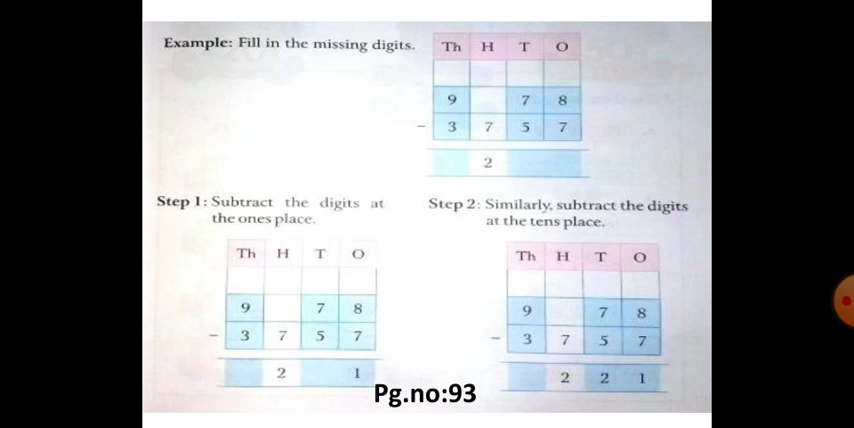 Example: Fill in the missing digits.
Th H T O
9 7 8
- 3 7 5 7
2
Step 1: Subtract the digits at
the ones place.
Th H T O
9 7 8
- 3 7 5 7
2 1
Step 2: Similarly, subtract the digits
at the tens place.
Th H T O
9 7 8
- 3 7 5 7
2 2 1
Pg.no:93